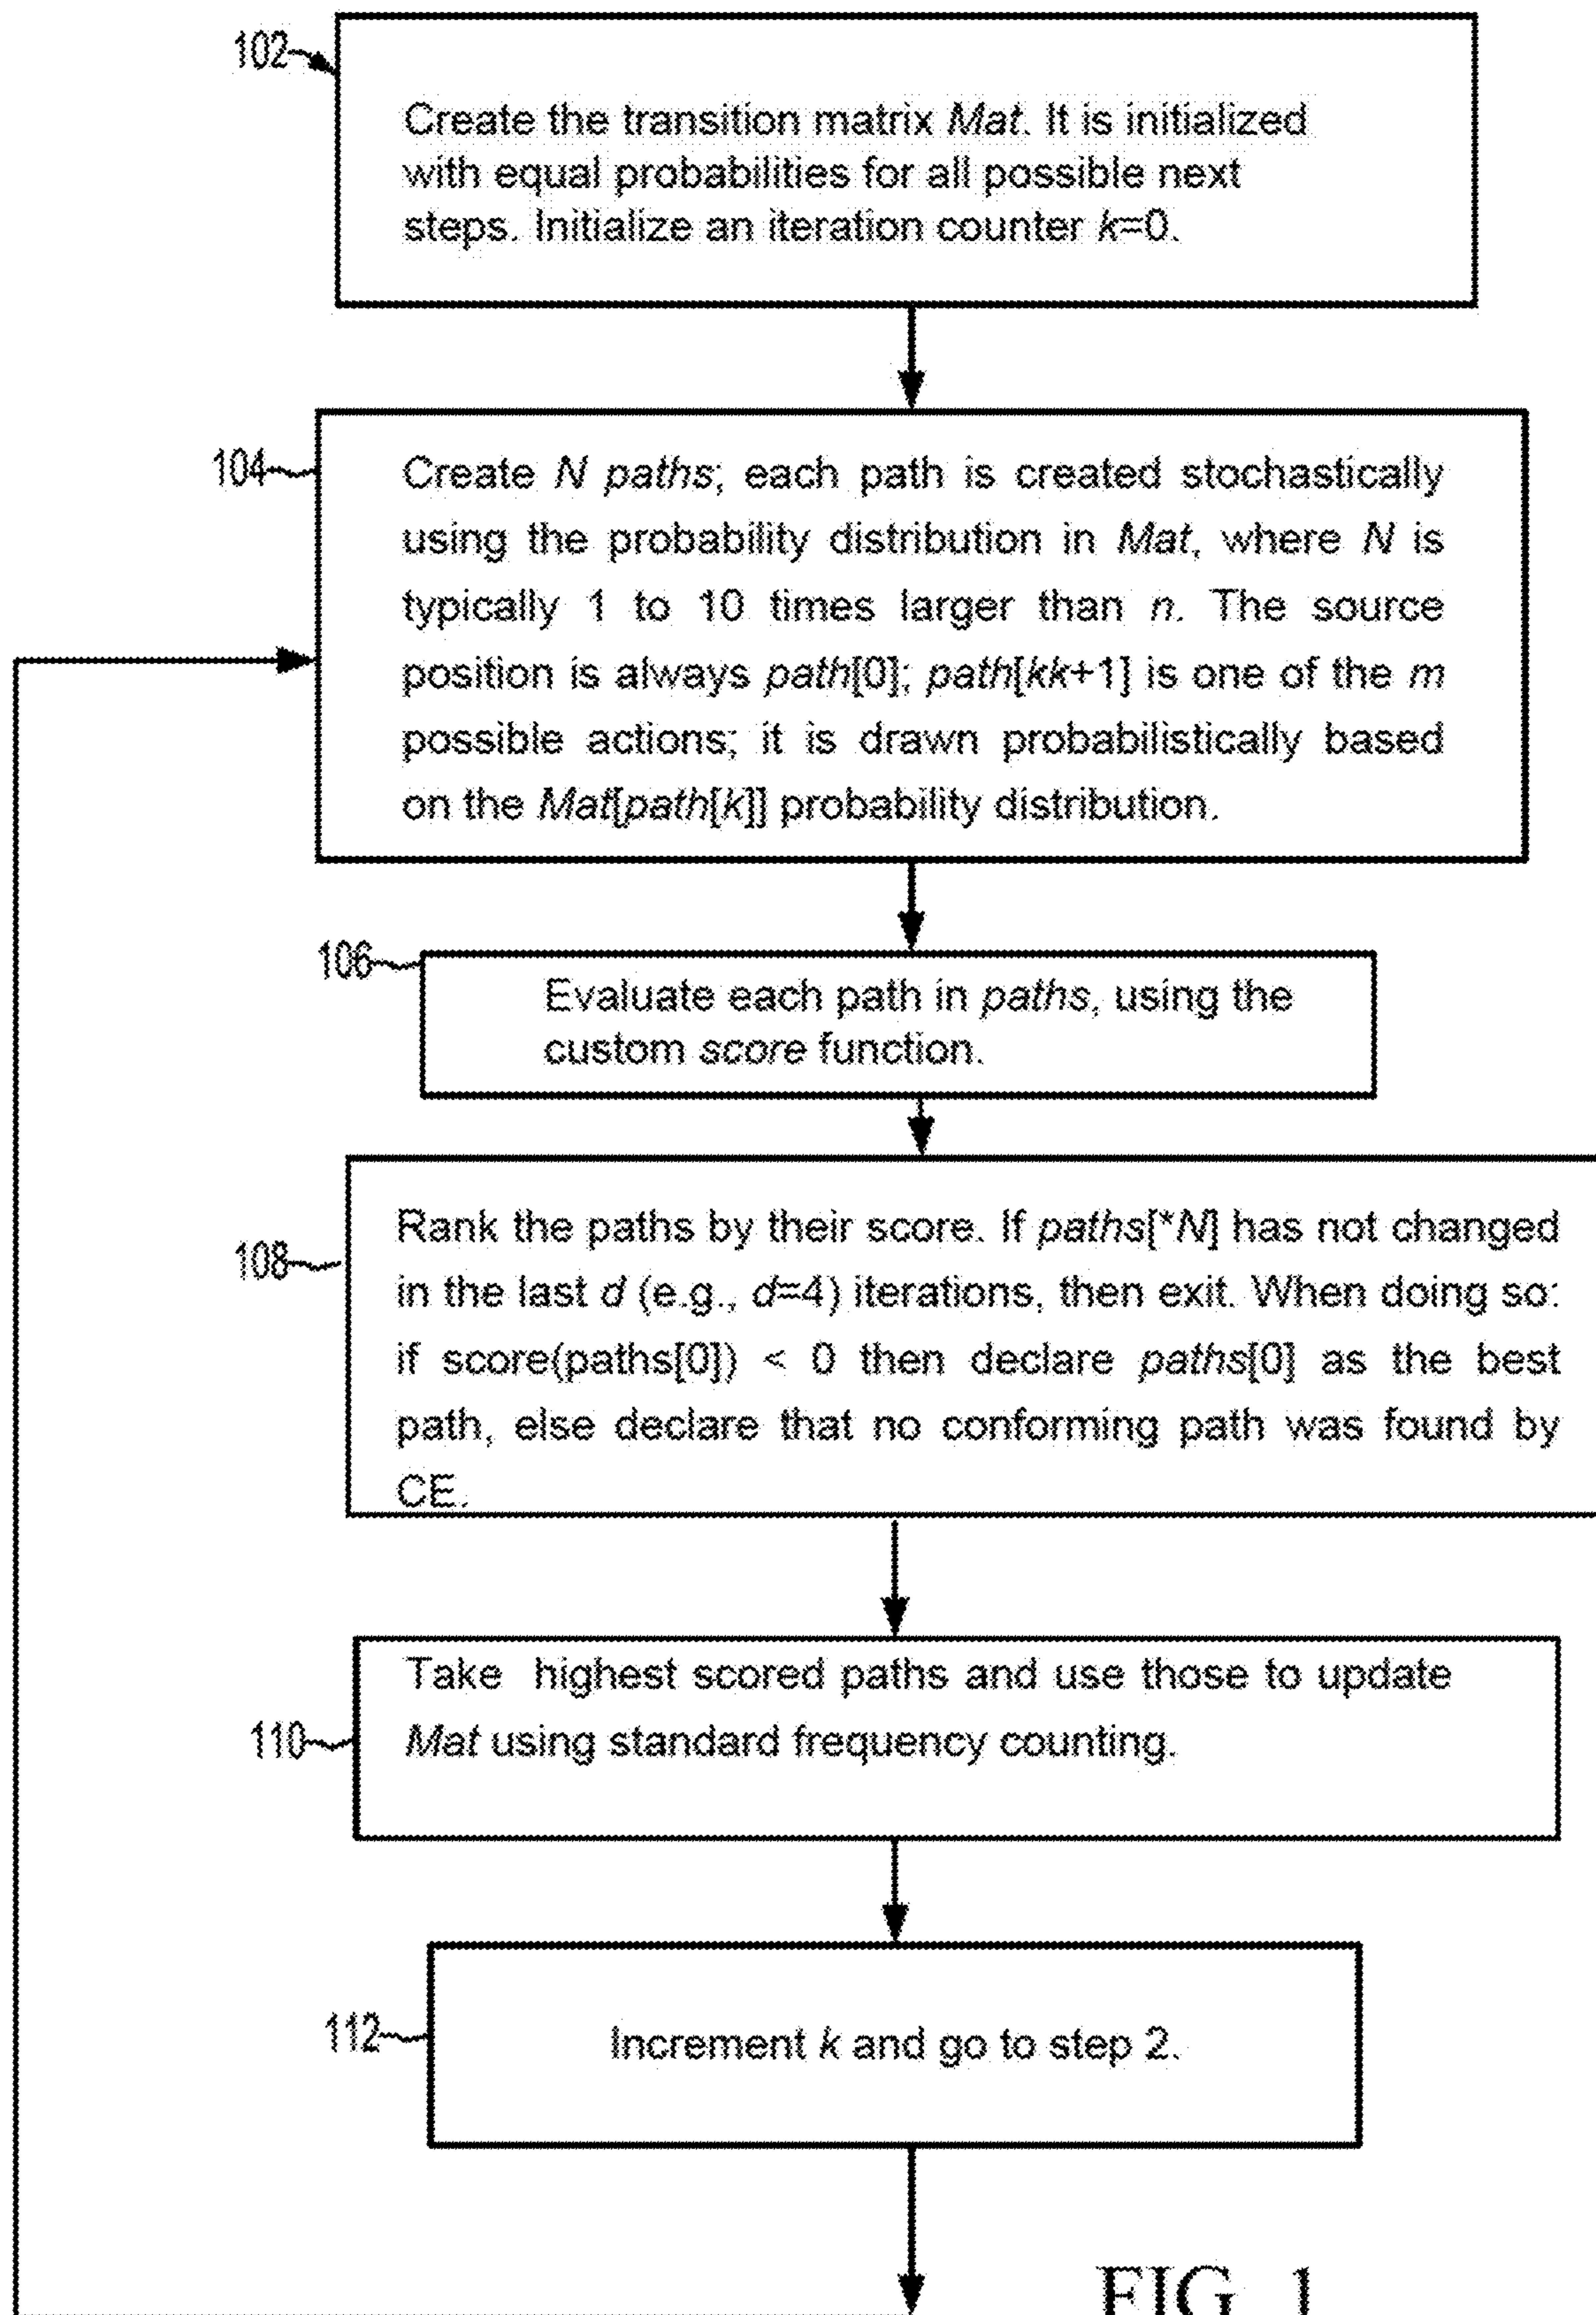 102
Create the transition matrix Mat. It is initialized
with equal probabilities for all possible next
steps. Initialize an iteration counter k=0.
104
Create N paths; each path is created stochastically
using the probability distribution in Mat, where N is
typically 1 to 10 times larger than n. The source
position is always path[0]; path[kk+1] is one of the m
possible actions; it is drawn probabilistically based
on the Mat[path[k]] probability distribution.
106
Evaluate each path in paths, using the
custom score function.
108
Rank the paths by their score. If paths[*N] has not changed
in the last d (e.g., d=4) iterations, then exit. When doing so:
if score(paths[0]) < 0 then declare paths[0] as the best
path, else declare that no conforming path was found by
CE.
110
Take highest scored paths and use those to update
Mat using standard frequency counting.
112
Increment k and go to step 2.
FIG. 1